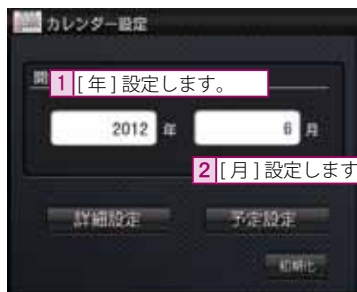 カレンダー設定
開
1 [年]設定します。
2012 年 6 月
2 [月]設定します
詳細設定 予定設定
初期化